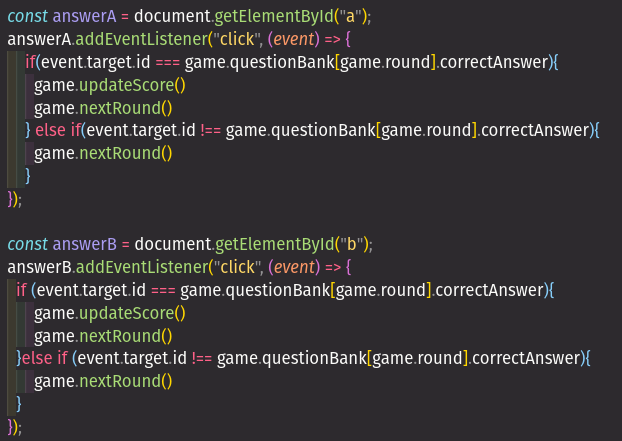 const answerA = document.getElementById("a");
answerA.addEventListener("click", (event) => {
if(event.target.id === game.questionBank[game.round].correctAnswer){
game.updateScore()
game.nextRound()
} else if(event.target.id !== game.questionBank[game.round].correctAnswer){
game.nextRound()
}
});
const answerB = document.getElementById("b");
answerB.addEventListener("click", (event) => {
if (event.target.id === game.questionBank[game.round].correctAnswer){
game.updateScore()
game.nextRound()
}else if (event.target.id !== game.questionBank[game.round].correctAnswer){
game.nextRound()
}
});